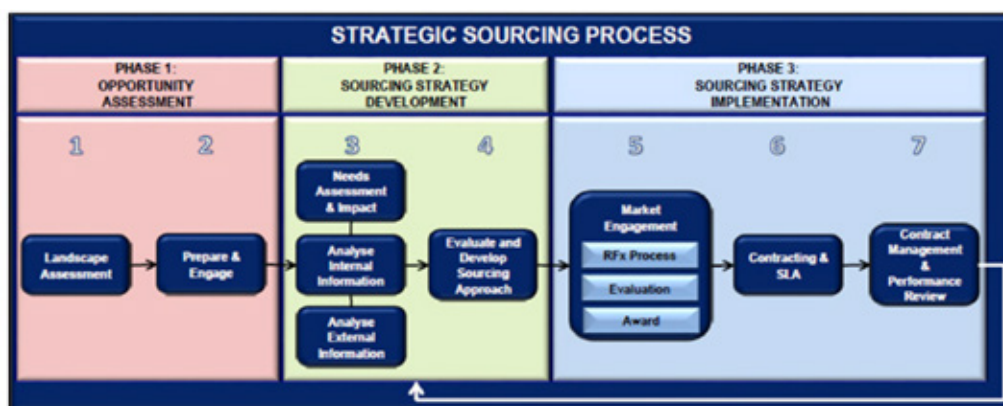 STRATEGIC SOURCING PROCESS
PHASE 1:
OPPORTUNITY
ASSESSMENT
PHASE 2:
SOURCING STRATEGY
DEVELOPMENT
PHASE 3:
SOURCING STRATEGY
IMPLEMENTATION
1
2
3
4
5
6
7
Landscape
Assessment
Prepare &
Engage
Needs
Assessment
& Impact
Analyse
Internal
Information
Analyse
External
Information
Evaluate and
Develop
Sourcing
Approach
Market
Engagement
RFx Process
Evaluation
Award
Contracting &
SLA
Contract
Management
&
Performance
Review